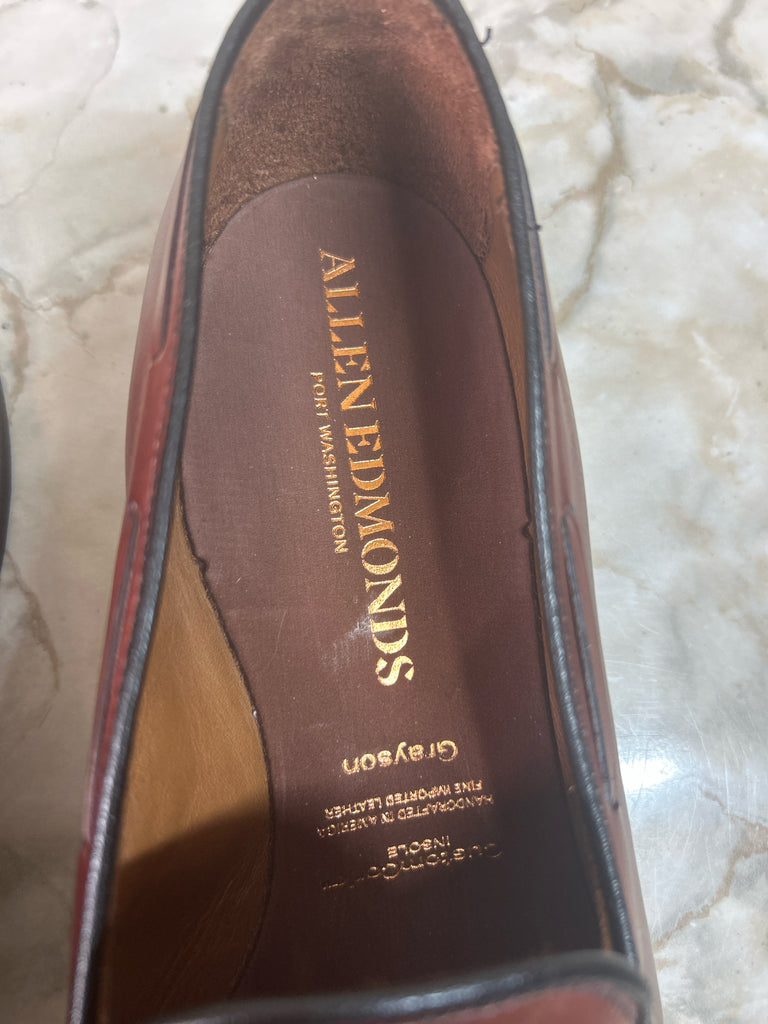 ALLEN EDMONDS
PORT WASHINGTON
Grayson
HANDCRAFTED IN AMERICA
FINE IMPORTED LEATHER
INSOLE